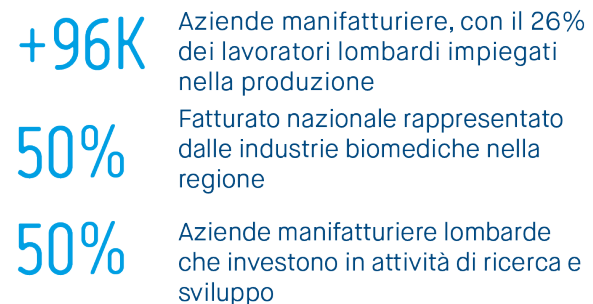 +96K
Aziende manifatturiere, con il 26%
dei lavoratori lombardi impiegati
nella produzione
50%
Fatturato nazionale rappresentato
dalle industrie biomediche nella
regione
50%
Aziende manifatturiere lombarde
che investono in attività di ricerca e
sviluppo